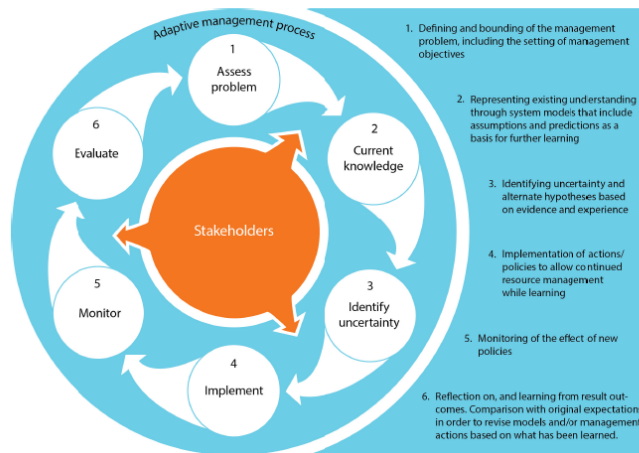 Adaptive management process
1
Assess
problem
2
Current
knowledge
3
Identify
uncertainty
4
Implement
5
Monitor
6
Evaluate
Stakeholders
1. Defining and bounding of the management
problem, including the setting of management
objectives
2. Representing existing understanding
through system models that include
assumptions and predictions as a
basis for further learning
3. Identifying uncertainty and
alternate hypotheses based
on evidence and experience
4. Implementation of actions/
policies to allow continued
resource management
while learning
5. Monitoring of the effect of new
policies
6. Reflection on, and learning from result out-
comes. Comparison with original expectation
in order to revise models and/or management
actions based on what has been learned.